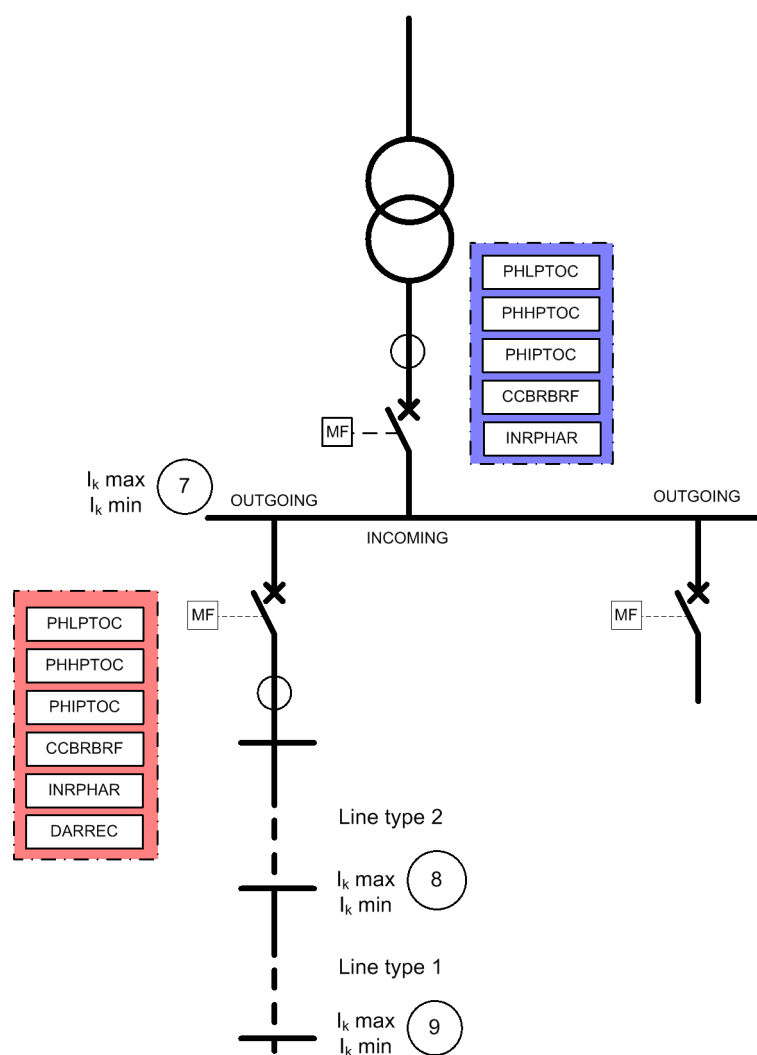 PHLPTOC
PHHPTOC
PHIPTOC
CCBRBRF
INRPHAR
MF
Iₖ max
Iₖ min
7
OUTGOING
INCOMING
OUTGOING
MF
MF
PHLPTOC
PHHPTOC
PHIPTOC
CCBRBRF
INRPHAR
DARREC
Line type 2
Iₖ max
Iₖ min
8
Line type 1
Iₖ max
Iₖ min
9